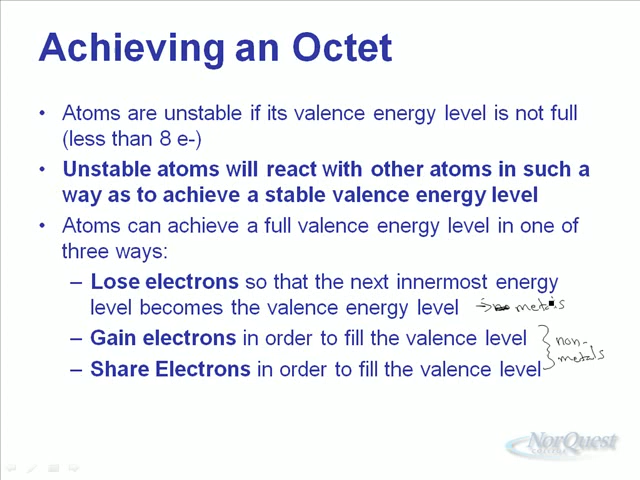 Achieving an Octet
• Atoms are unstable if its valence energy level is not full
(less than 8 e-)
• Unstable atoms will react with other atoms in such a
way as to achieve a stable valence energy level
• Atoms can achieve a full valence energy level in one of
three ways:
– Lose electrons so that the next innermost energy
level becomes the valence energy level → metals
– Gain electrons in order to fill the valence level
non-
metals
– Share Electrons in order to fill the valence level
NorQuest
COLLEGE